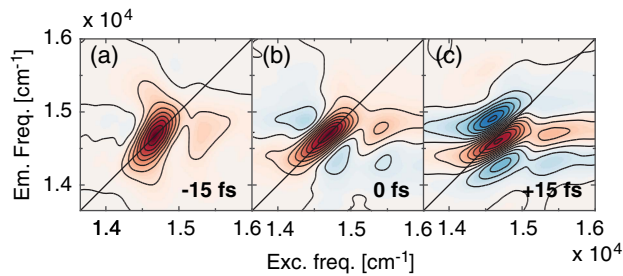 x 10⁴
1.6
(a)
(b)
(c)
1.5
Em. Freq. [cm⁻¹]
1.4
-15 fs
0 fs
+15 fs
1.4
1.5
1.6
1.4
1.5
1.6
1.4
1.5
1.6
Exc. freq. [cm⁻¹]
x 10⁴